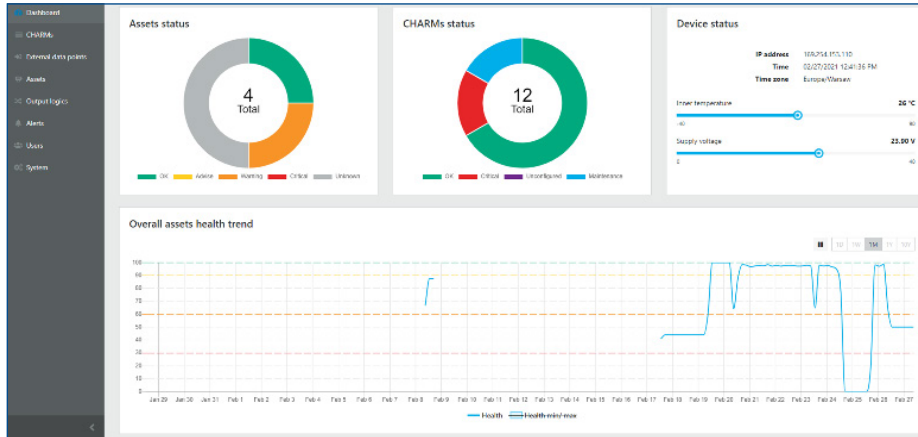 Dashboard
CHARMs
External data points
Assets
Output logics
Alerts
Users
System
Assets status
4
Total
OK Advise Warning Critical Unknown
CHARMs status
12
Total
OK Critical Unconfigured Maintenance
Device status
IP address 169.254.153.110
Time 02/27/2021 12:41:36 PM
Time zone Europe/Warsaw
Inner temperature 26 °C
-40
Supply voltage 23.90 V
0 40
Overall assets health trend
1D 1M 1Y
100
90
80
70
60
50
40
30
20
10
0
Jan 29 Jan 30 Jan 31 Feb 1 Feb 2 Feb 3 Feb 4 Feb 5 Feb 6 Feb 7 Feb 8 Feb 9 Feb 10 Feb 11 Feb 12 Feb 13 Feb 14 Feb 15 Feb 16 Feb 17 Feb 18 Feb 19 Feb 20 Feb 21 Feb 22 Feb 23 Feb 24 Feb 25 Feb 26 Feb 27
Health Health min/max